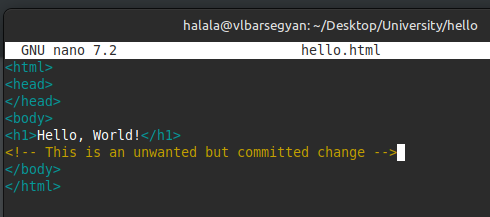 halala@vlbarsegyan: ~/Desktop/University/hello
GNU nano 7.2 hello.html
<html>
<head>
</head>
<body>
<h1>Hello, World!</h1>
<!-- This is an unwanted but committed change -->
</body>
</html>